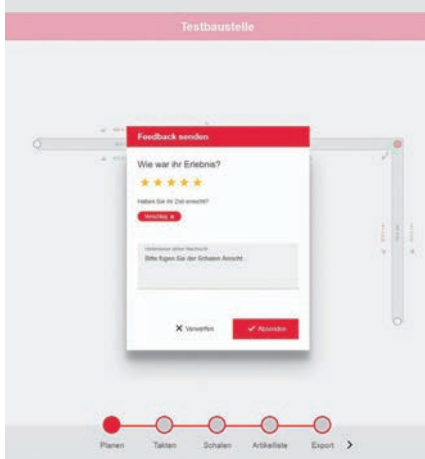 Testbaustelle
Feedback senden
Wie war ihr Erlebnis?
Haben Sie ihr Ziel erreicht?
Vorschlag
Bitte fügen Sie der Schalen Ansicht ...
Verwerfen
Absenden
Planen Takten Schalen Artikelliste Export